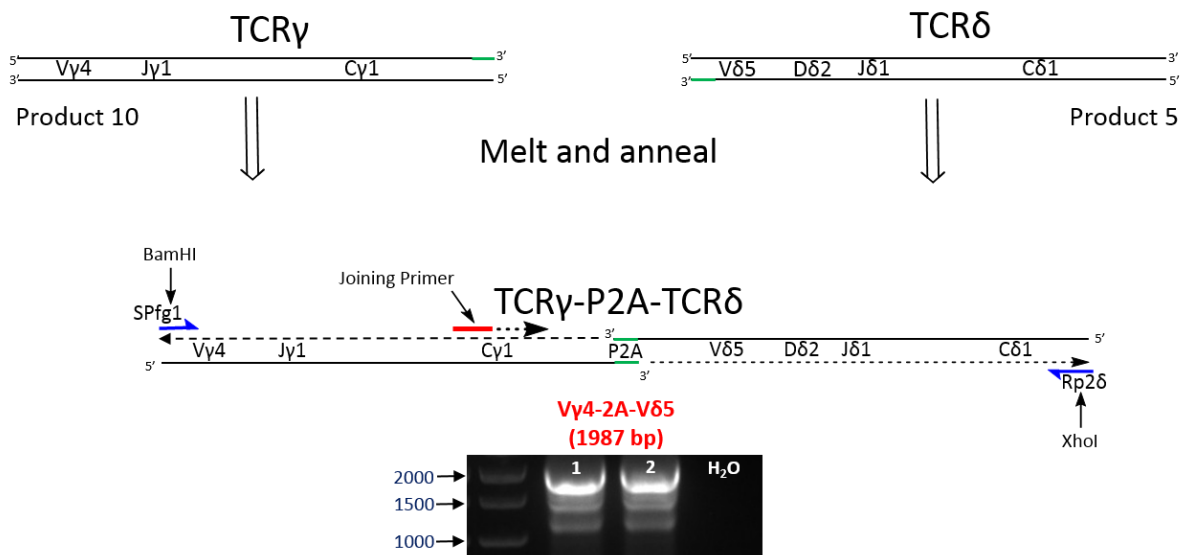 TCRγ
TCRδ
5’ 3’
5’ 3’
Vγ4 Jγ1 Cγ1
Vδ5 Dδ2 Jδ1 Cδ1
5’
3’ 5’
Product 10
Product 5
Melt and anneal
BamHI
SPfg1
Joining Primer
TCRγ-P2A-TCRδ
3’ 5’
Vγ4 Jγ1 Cγ1 P2A Vδ5 Dδ2 Jδ1 Cδ1
5’ 3’
Rp2δ
XhoI
Vγ4-2A-Vδ5
(1987 bp)
1 2 H₂O
2000
1500
1000